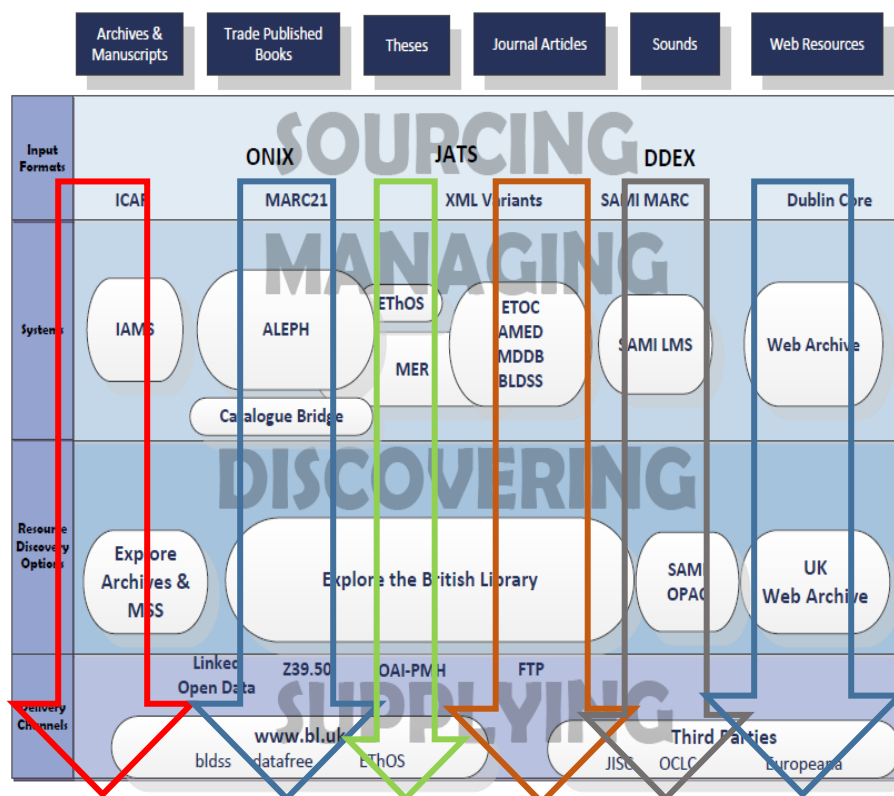 Archives &
Manuscripts
Trade Published
Books
Theses
Journal Articles
Sounds
Web Resources
SOURCING
Input
Formats
ONIX
JATS
DDEX
ICAF
MARC21
XML Variants
SAMI MARC
Dublin Core
MANAGING
Systems
IAMS
ALEPH
EThOS
MER
ETOC
AMED
MDDB
BLDSS
SAMI LMS
Web Archive
Catalogue Bridge
DISCOVERING
Resource
Discovery
Options
Explore
Archives &
MSS
Explore the British Library
SAMI
OPAC
UK
Web Archive
Linked
Open Data
Z39.50
OAI-PMH
FTP
SUPPLYING
Delivery
Channels
www.bl.uk
bldss datafree EThOS
Third Parties
JISC OCLC Europeana